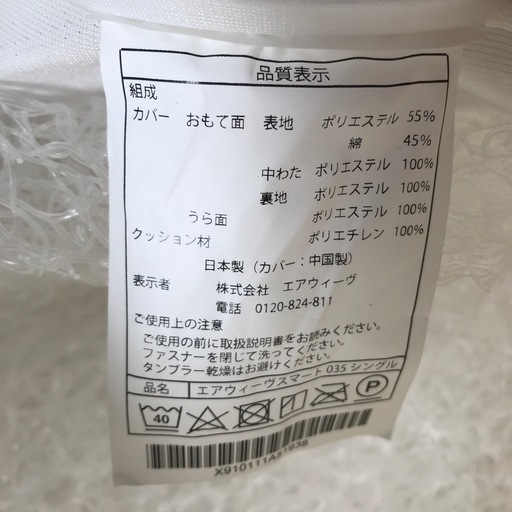 品質表示
組成
カバー おもて面 表地 ポリエステル 55%
綿 45%
中わた ポリエステル 100%
裏地 ポリエステル 100%
うら面 ポリエステル 100%
クッション材 ポリエチレン 100%
日本製（カバー：中国製）
表示者 株式会社 エアウィーヴ
電話 0120-824-811
ご使用上の注意
ご使用の前に取扱説明書をお読みください。
ファスナーを閉じて洗ってください。
タンブラー乾燥はお避けください。
品名 エアウィーヴスマート 035 シングル
40 P
X910111A51938